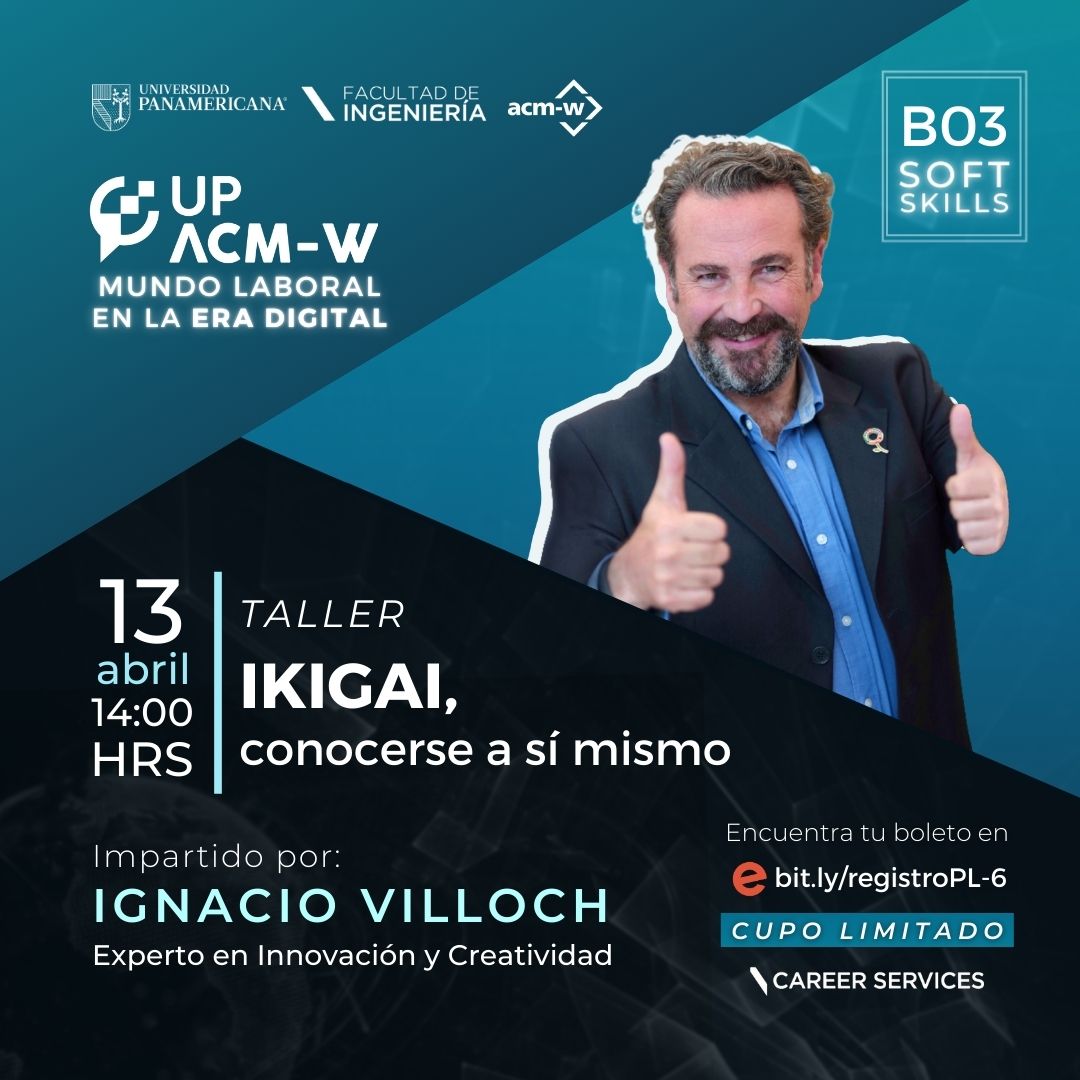 UNIVERSIDAD
PANAMERICANA
FACULTAD DE
INGENIERÍA
acm-w
B03
SOFT
SKILLS
UP
ACM-W
MUNDO LABORAL
EN LA ERA DIGITAL
13
abril
14:00
HRS
TALLER
IKIGAI,
conocerse a sí mismo
Impartido por:
IGNACIO VILLOCH
Experto en Innovación y Creatividad
Encuentra tu boleto en
e bit.ly/registroPL-6
CUPO LIMITADO
CAREER SERVICES